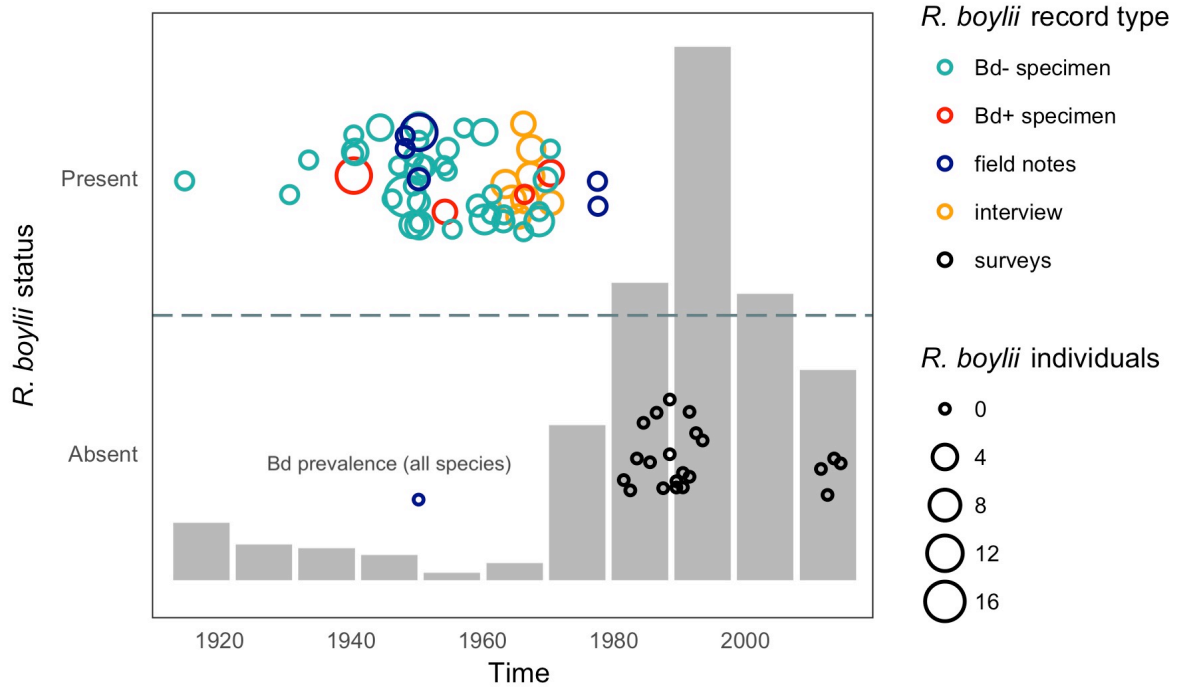 R. boylii status
Present
Absent
Bd prevalence (all species)
1920 1940 1960 1980 2000
Time
R. boylii record type
Bd- specimen
Bd+ specimen
field notes
interview
surveys
R. boylii individuals
0
4
8
12
16